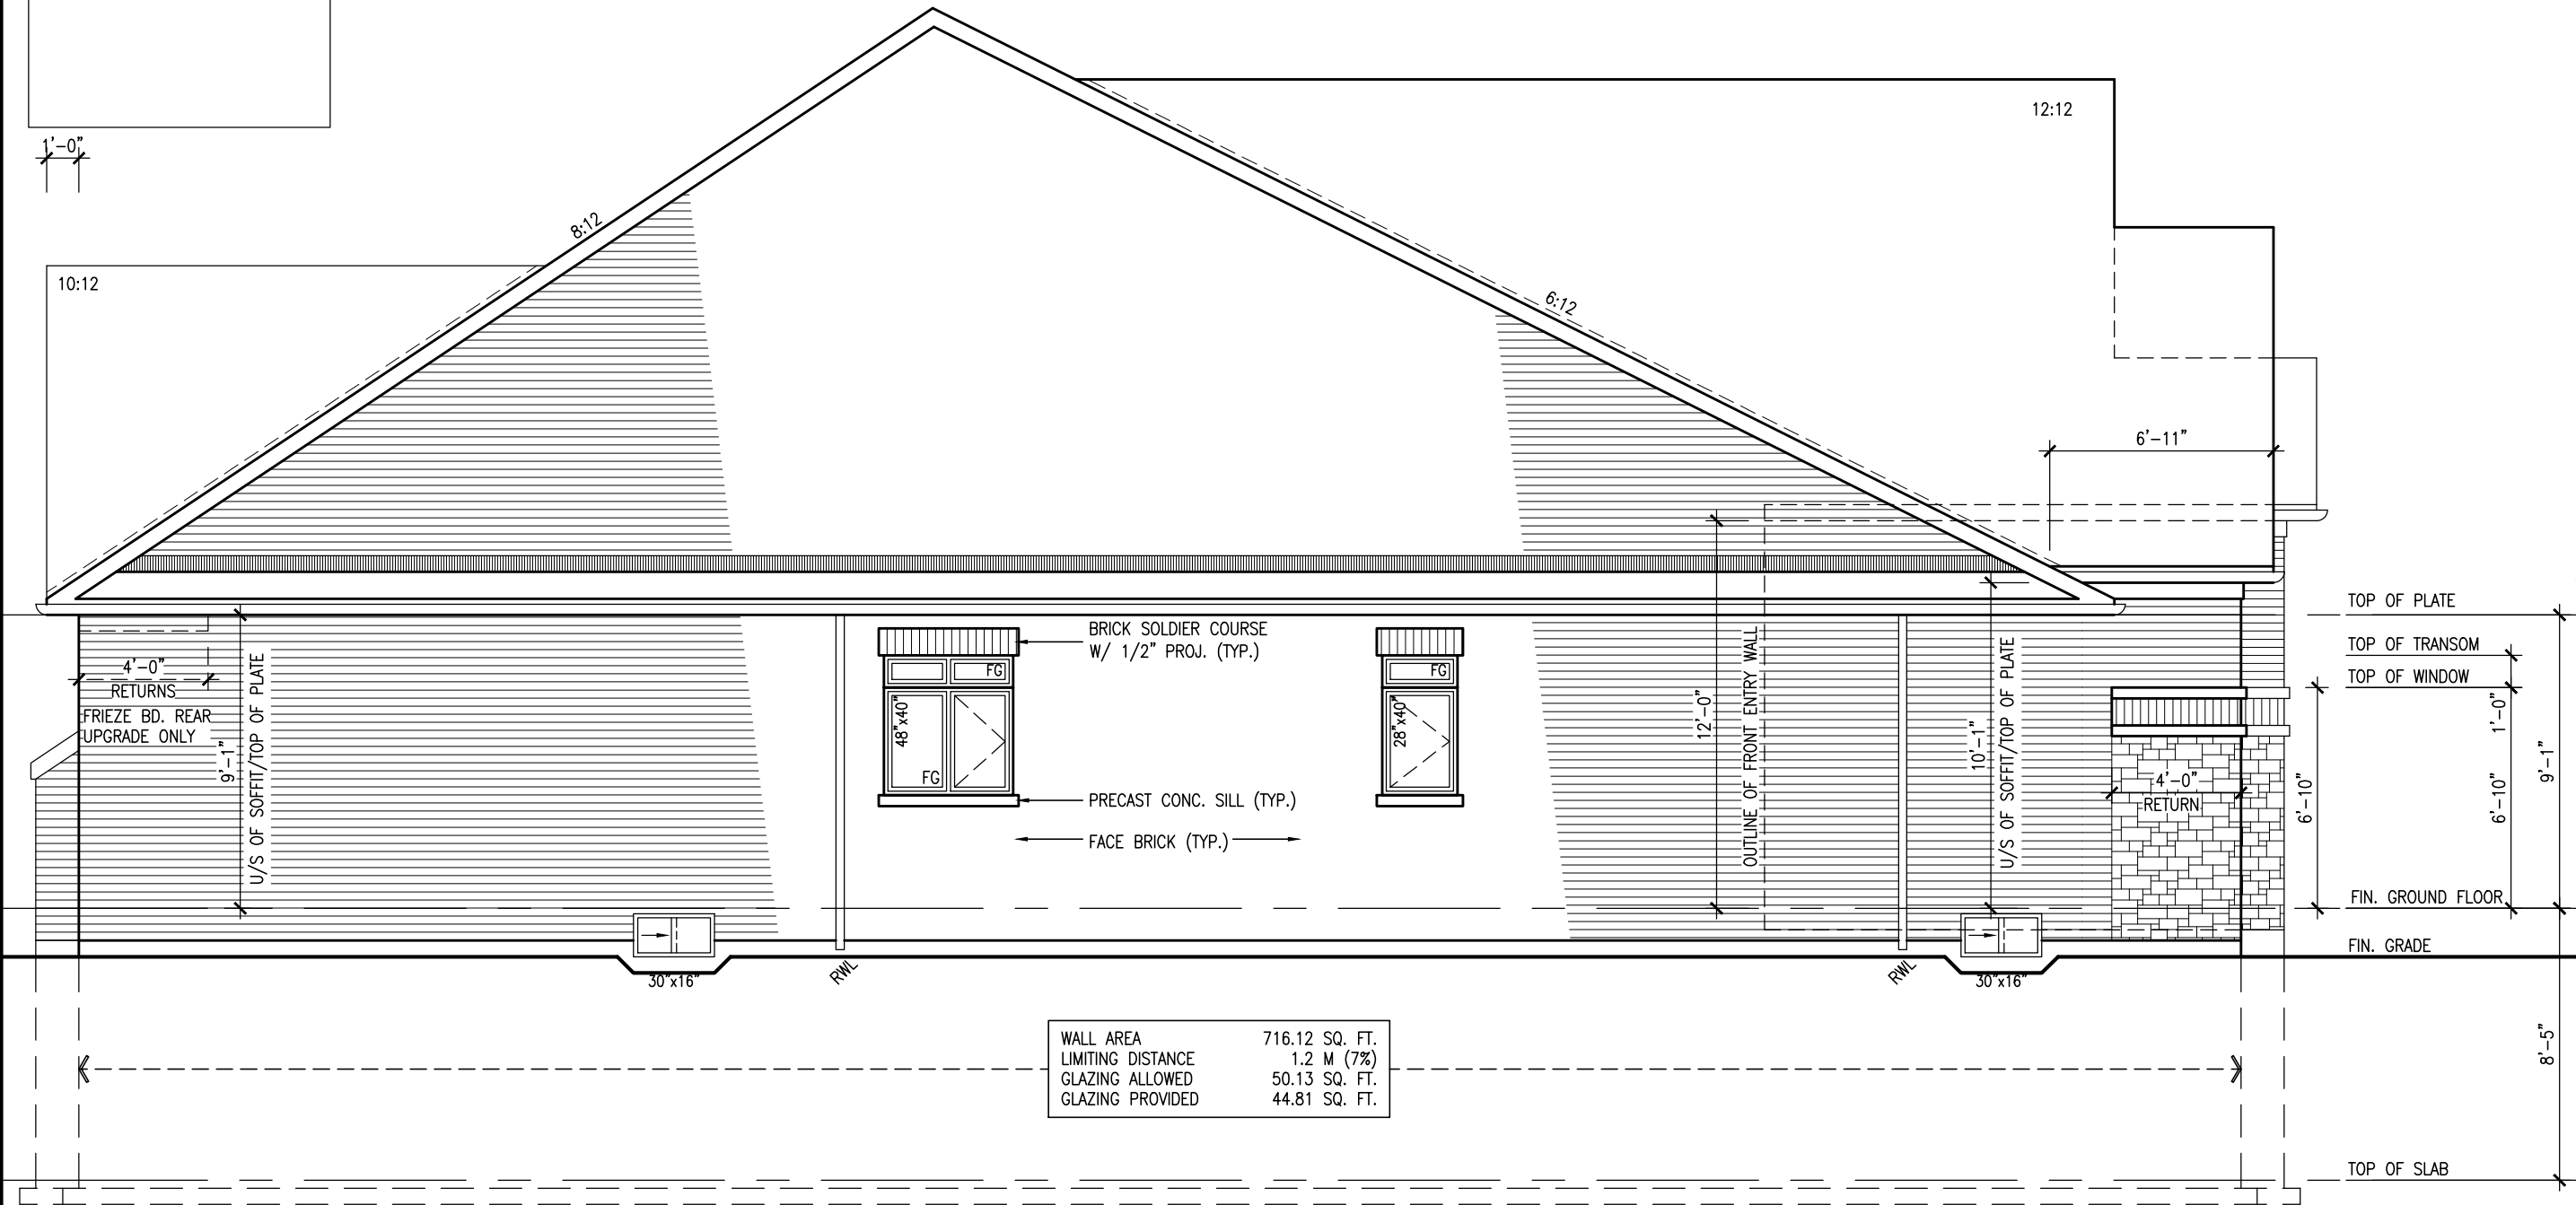 1'-0"
12:12
8:12
10:12
6:12
6'-11"
TOP OF PLATE
BRICK SOLDIER COURSE
W/ 1/2" PROJ. (TYP.)
TOP OF TRANSOM
TOP OF WINDOW
4'-0"
RETURNS
FRIEZE BD. REAR
UPGRADE ONLY
9'-1"
U/S OF SOFFIT/TOP OF PLATE
FG
48"x40"
FG
FG
28"x40"
12'-0"
OUTLINE OF FRONT ENTRY WALL
10'-1"
U/S OF SOFFIT/TOP OF PLATE
4'-0"
RETURN
6'-10"
1'-0"
6'-10"
9'-1"
PRECAST CONC. SILL (TYP.)
FACE BRICK (TYP.)
FIN. GROUND FLOOR
FIN. GRADE
30"x16"
RWL
RWL
30"x16"
WALL AREA 716.12 SQ. FT.
LIMITING DISTANCE 1.2 M (7%)
GLAZING ALLOWED 50.13 SQ. FT.
GLAZING PROVIDED 44.81 SQ. FT.
8'-5"
TOP OF SLAB